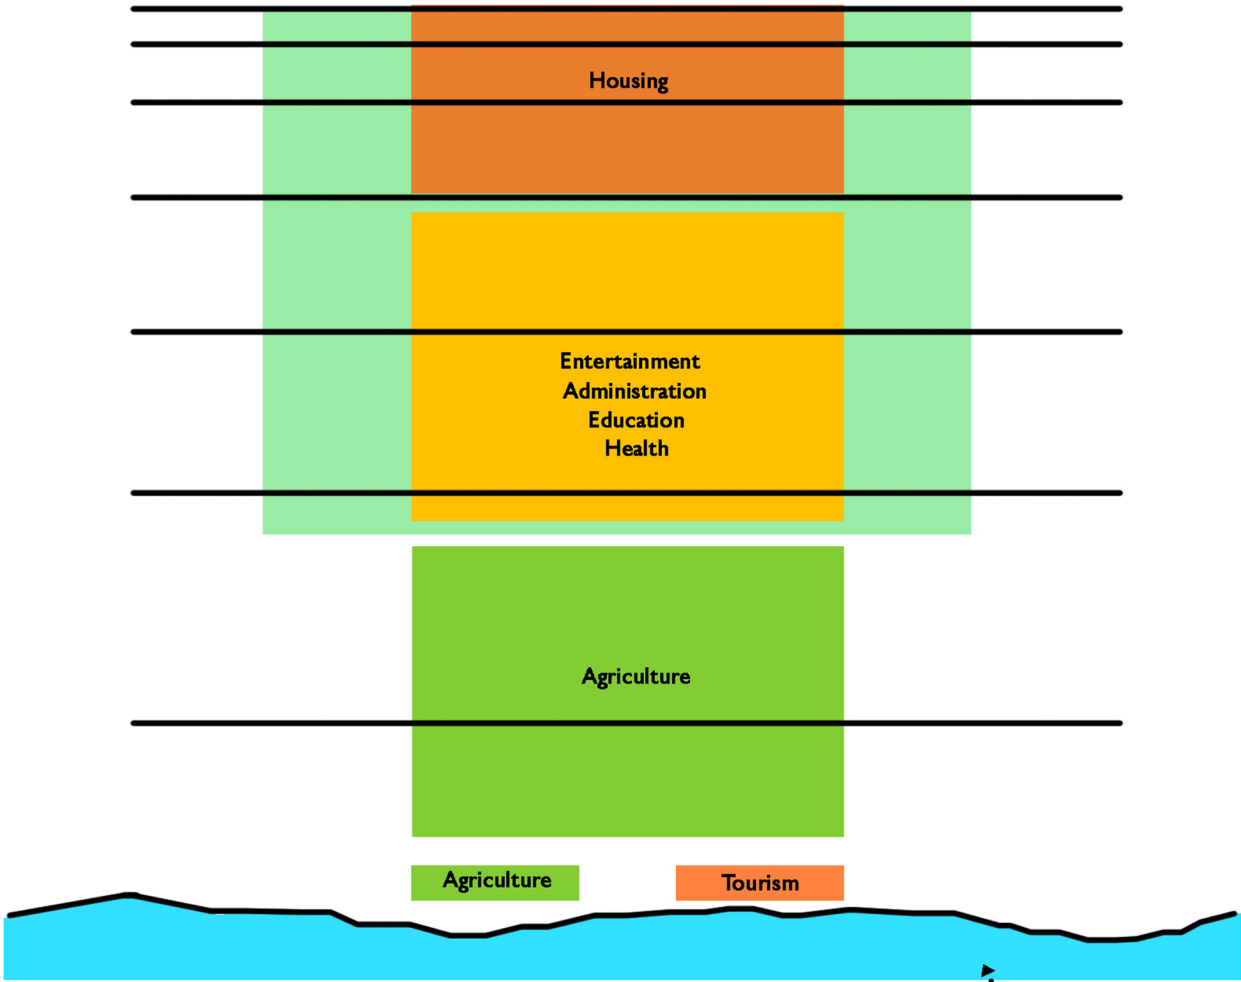 Housing
Entertainment
Administration
Education
Health
Agriculture
Agriculture
Tourism